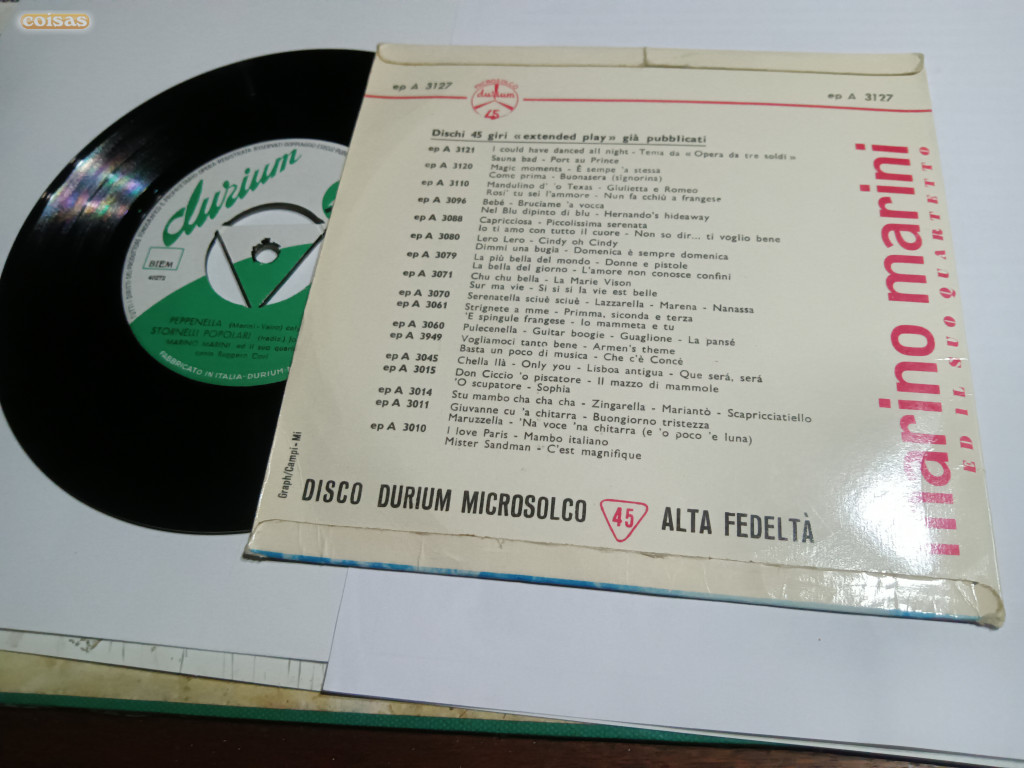 coisas
ep A 3127
MICROSOLCO
durium
45
ep A 3127
Dischi 45 giri «extended play» già pubblicati
ep A 3121 I could have danced all night - Tema da «Opera da tre soldi»
Sauna bad - Port au Prince
ep A 3120 Magic moments - È sempe 'a stessa
Come prima - Buonasera (signorina)
ep A 3110 Mandulino d' 'o Texas - Giulietta e Romeo
Rosi' tu sei l'ammore - Nun fa cchiù a frangese
ep A 3096 Bebé - Bruciame 'a vocca
Nel Blu dipinto di blu - Hernando's hideaway
ep A 3088 Capricciosa - Piccolissima serenata
Io ti amo con tutto il cuore - Non so dir... ti voglio bene
ep A 3080 Lero Lero - Cindy oh Cindy
Dimmi una bugia - Domenica è sempre domenica
ep A 3079 La più bella del mondo - Donne e pistole
La bella del giorno - L'amore non conosce confini
ep A 3071 Chu chu bella - La Marie Vison
Sur ma vie - Si si si la vie est belle
ep A 3070 Serenatella sciuè sciuè - Lazzarella - Marena - Nanassa
ep A 3061 Strignete a mme - Primma, siconda e terza
'E spingule frangese - Io mammeta e tu
ep A 3060 Pulecenella - Guitar boogie - Guaglione - La pansé
ep A 3949 Vogliamoci tanto bene - Armen's theme
Basta un poco di musica - Che c'è Concé
ep A 3045 Chella llà - Only you - Lisboa antigua - Que será, será
ep A 3015 Don Ciccio 'o piscatore - Il mazzo di mammole
'O scupatore - Sophia
ep A 3014 Stu mambo cha cha cha - Zingarella - Mariantò - Scapricciatiello
ep A 3011 Giuvanne cu 'a chitarra - Buongiorno tristezza
Maruzzella - 'Na voce 'na chitarra (e 'o poco 'e luna)
ep A 3010 I love Paris - Mambo italiano
Mister Sandman - C'est magnifique
Graph/Campi - Mi
DISCO DURIUM MICROSOLCO 45 ALTA FEDELTÀ
marino marini
ED IL SUO QUARTETTO
durium
BIEM
PEPPENELLA
STORNELLI POPOLARI
MARINO MARINI ed il suo
FABBRICATO IN ITALIA - DURIUM